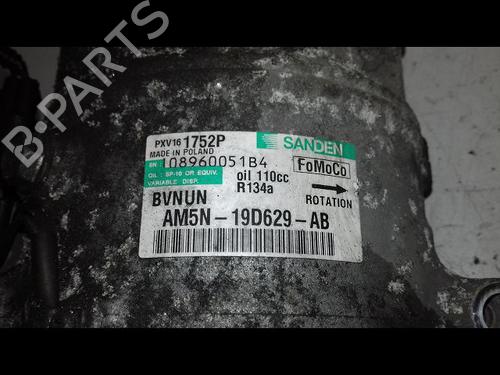 B-PARTS
PXV16 1752P
SANDEN
MADE IN POLAND
SN : L08960051B4
FoMoCo
OIL : SP-10 OR EQUIV.
VARIABLE DISP.
oil 110cc
R134a
BVNUN
ROTATION
AM5N-19D629-AB